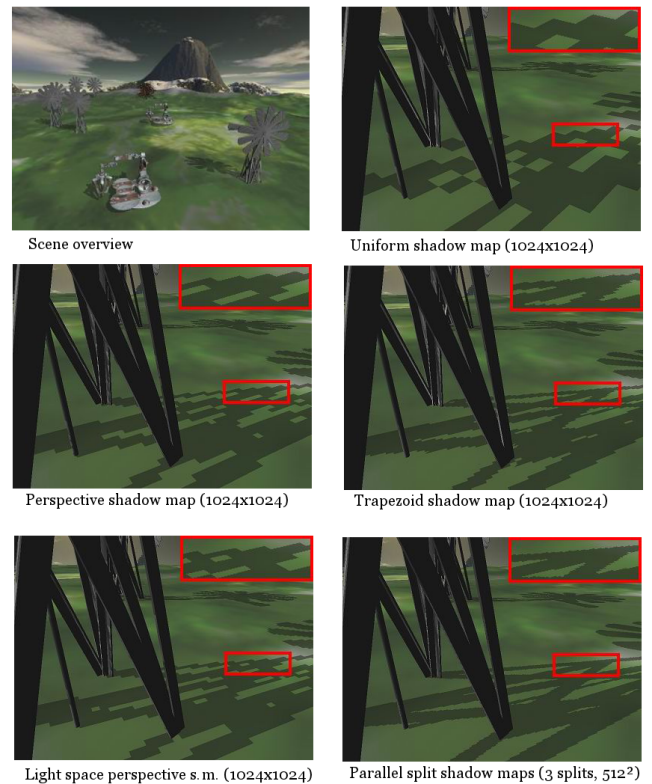 Scene overview
Uniform shadow map (1024x1024)
Perspective shadow map (1024x1024)
Trapezoid shadow map (1024x1024)
Light space perspective s.m. (1024x1024)
Parallel split shadow maps (3 splits, 512²)